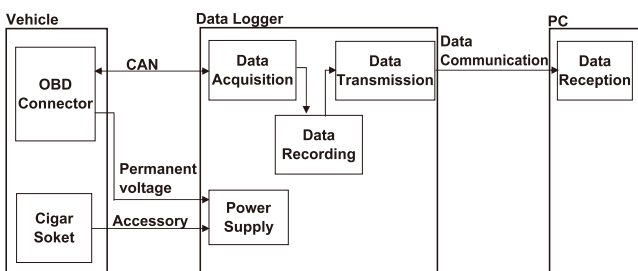 Vehicle
Data Logger
PC
OBD
Connector
CAN
Data
Acquisition
Data
Transmission
Data
Communication
Data
Reception
Data
Recording
Permanent
voltage
Cigar
Soket
Accessory
Power
Supply